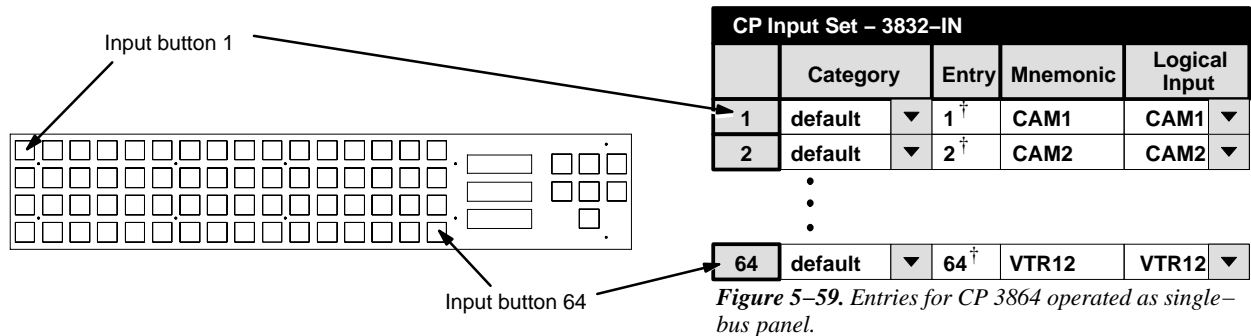 Input button 1
Input button 64
CP Input Set – 3832–IN
Category Entry Mnemonic Logical Input
1 default 1† CAM1 CAM1
2 default 2† CAM2 CAM2
64 default 64† VTR12 VTR12
Figure 5–59. Entries for CP 3864 operated as single–
bus panel.